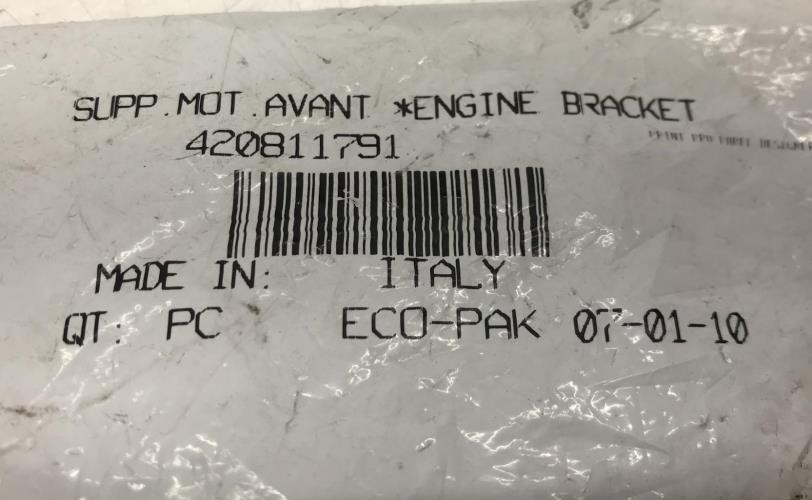 SUPP.MOT.AVANT *ENGINE BRACKET
420811791
MADE IN: ITALY
QT: PC ECO-PAK 07-01-10